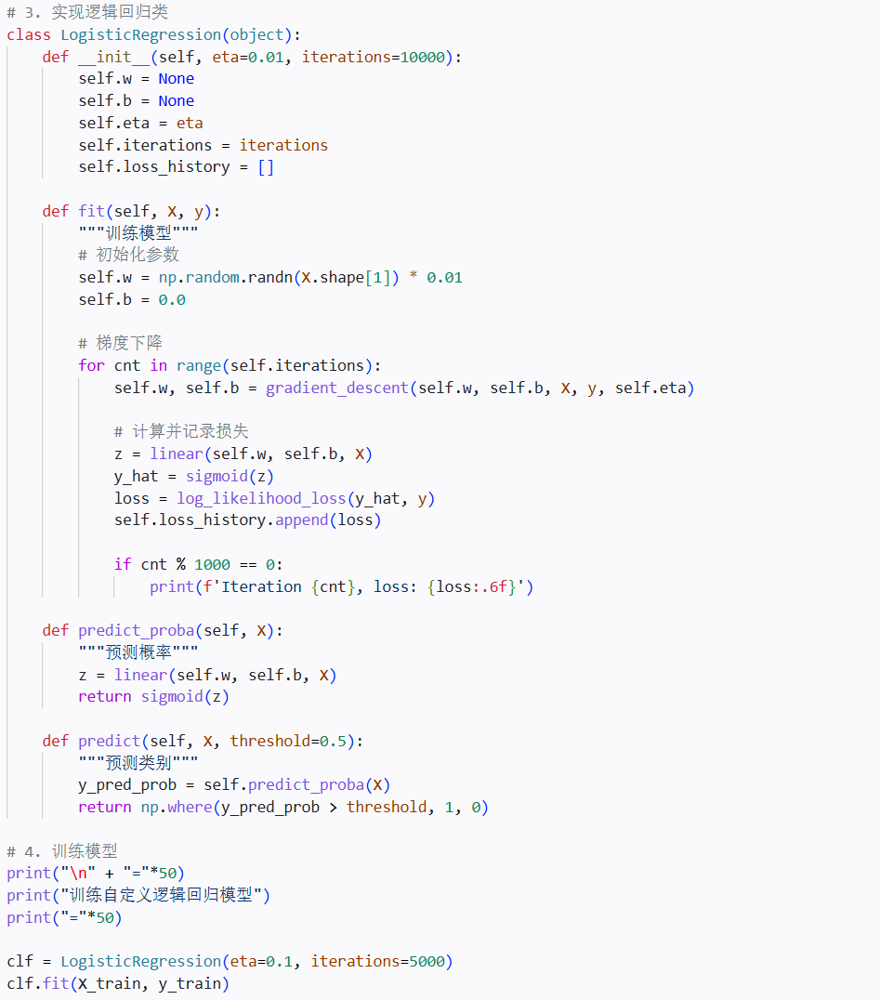 # 3. 实现逻辑回归类
class LogisticRegression(object):
    def __init__(self, eta=0.01, iterations=10000):
        self.w = None
        self.b = None
        self.eta = eta
        self.iterations = iterations
        self.loss_history = []

    def fit(self, X, y):
        """训练模型"""
        # 初始化参数
        self.w = np.random.randn(X.shape[1]) * 0.01
        self.b = 0.0

        # 梯度下降
        for cnt in range(self.iterations):
            self.w, self.b = gradient_descent(self.w, self.b, X, y, self.eta)

            # 计算并记录损失
            z = linear(self.w, self.b, X)
            y_hat = sigmoid(z)
            loss = log_likelihood_loss(y_hat, y)
            self.loss_history.append(loss)

            if cnt % 1000 == 0:
                print(f'Iteration {cnt}, loss: {loss:.6f}')

    def predict_proba(self, X):
        """预测概率"""
        z = linear(self.w, self.b, X)
        return sigmoid(z)

    def predict(self, X, threshold=0.5):
        """预测类别"""
        y_pred_prob = self.predict_proba(X)
        return np.where(y_pred_prob > threshold, 1, 0)

# 4. 训练模型
print("\n" + "="*50)
print("训练自定义逻辑回归模型")
print("="*50)

clf = LogisticRegression(eta=0.1, iterations=5000)
clf.fit(X_train, y_train)